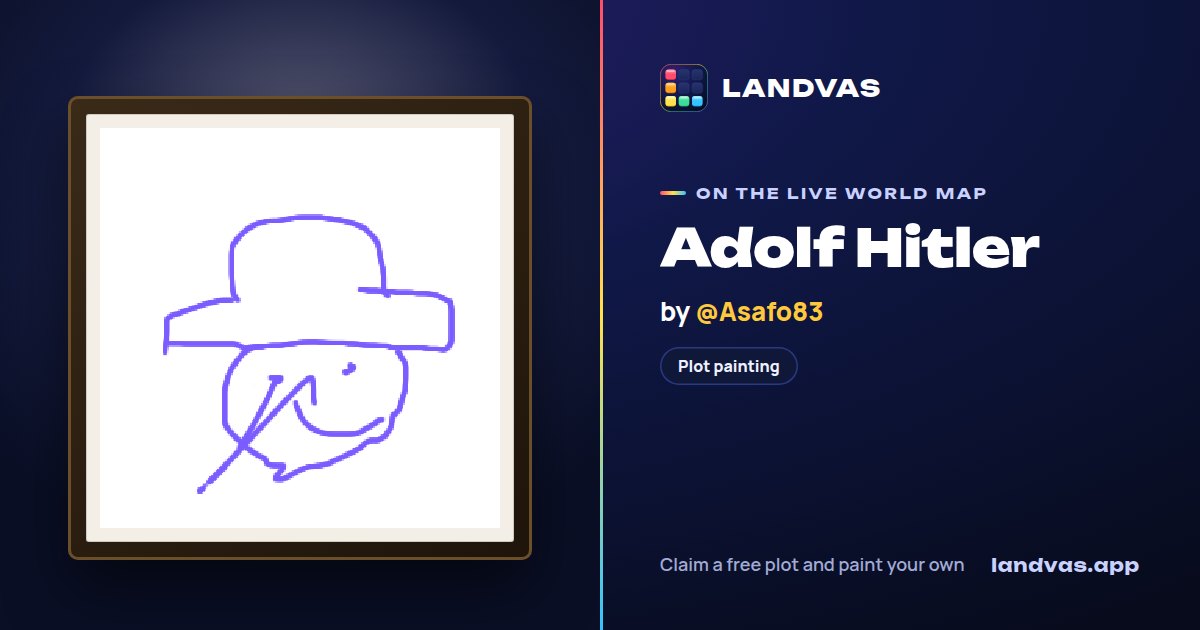 LANDVAS
ON THE LIVE WORLD MAP
Adolf Hitler
by @Asafo83
Plot painting
Claim a free plot and paint your own landvas.app